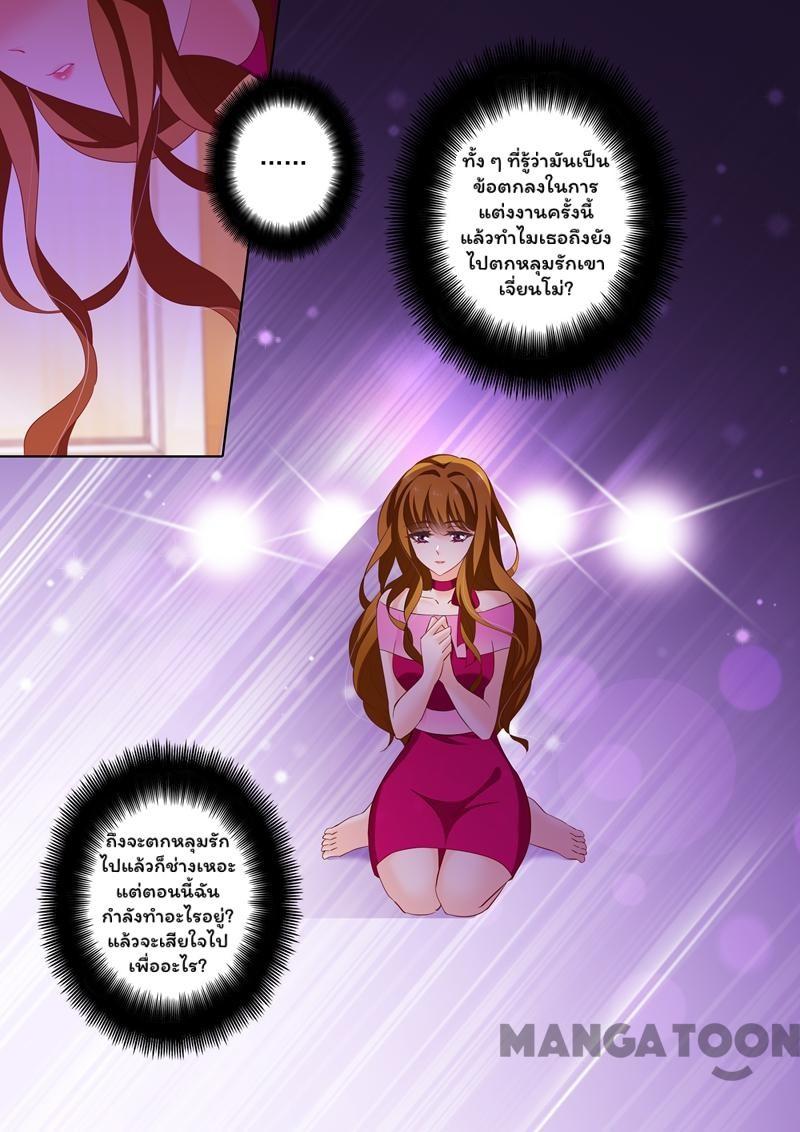 ......
ทั้ง ๆ ที่รู้ว่ามันเป็น
ข้อตกลงในการ
แต่งงานครั้งนี้
แล้วทำไมเธอถึงยัง
ไปตกหลุมรักเขา
เจี่ยนโม่?
ถึงจะตกหลุมรัก
ไปแล้วก็ช่างเหอะ
แต่ตอนนี้ฉัน
กำลังทำอะไรอยู่?
แล้วจะเสียใจไป
เพื่ออะไร?
MANGATOON